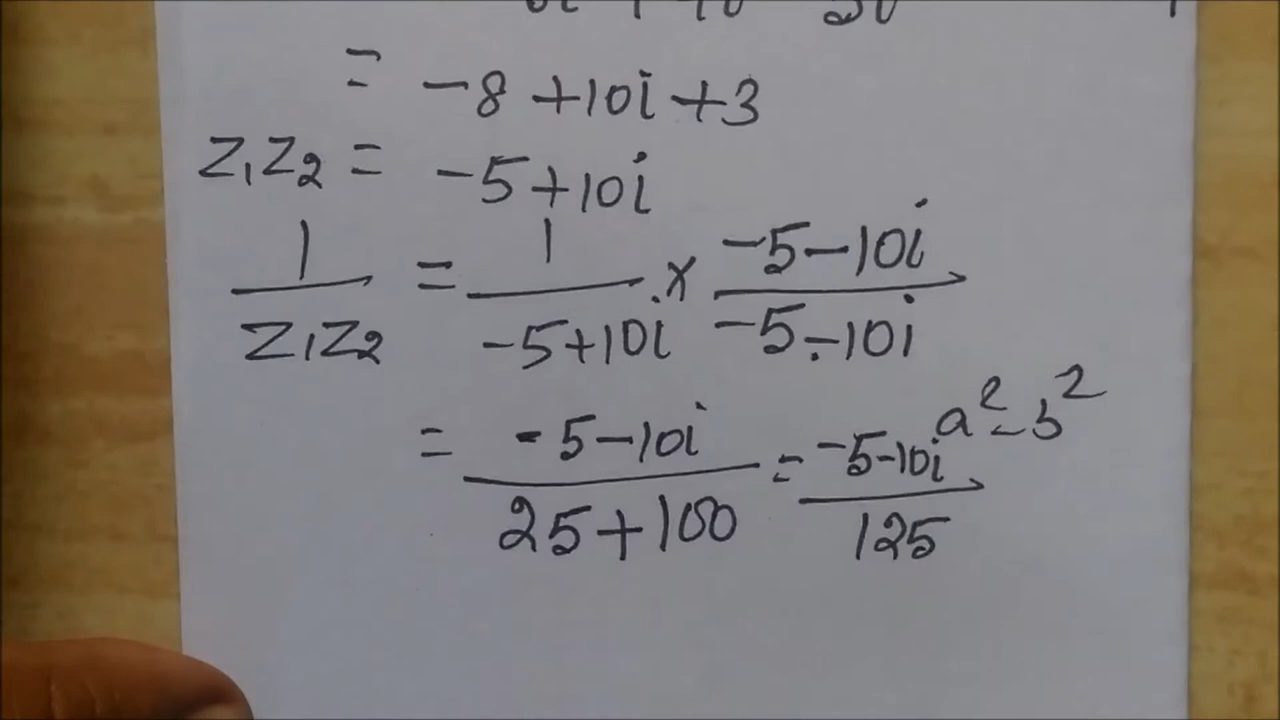 = -8 + 10i + 3
z₁z₂ = -5 + 10i
1/(z₁z₂) = 1/(-5+10i) × (-5-10i)/(-5-10i)
a² - b²
= (-5-10i)/(25+100) = (-5-10i)/125